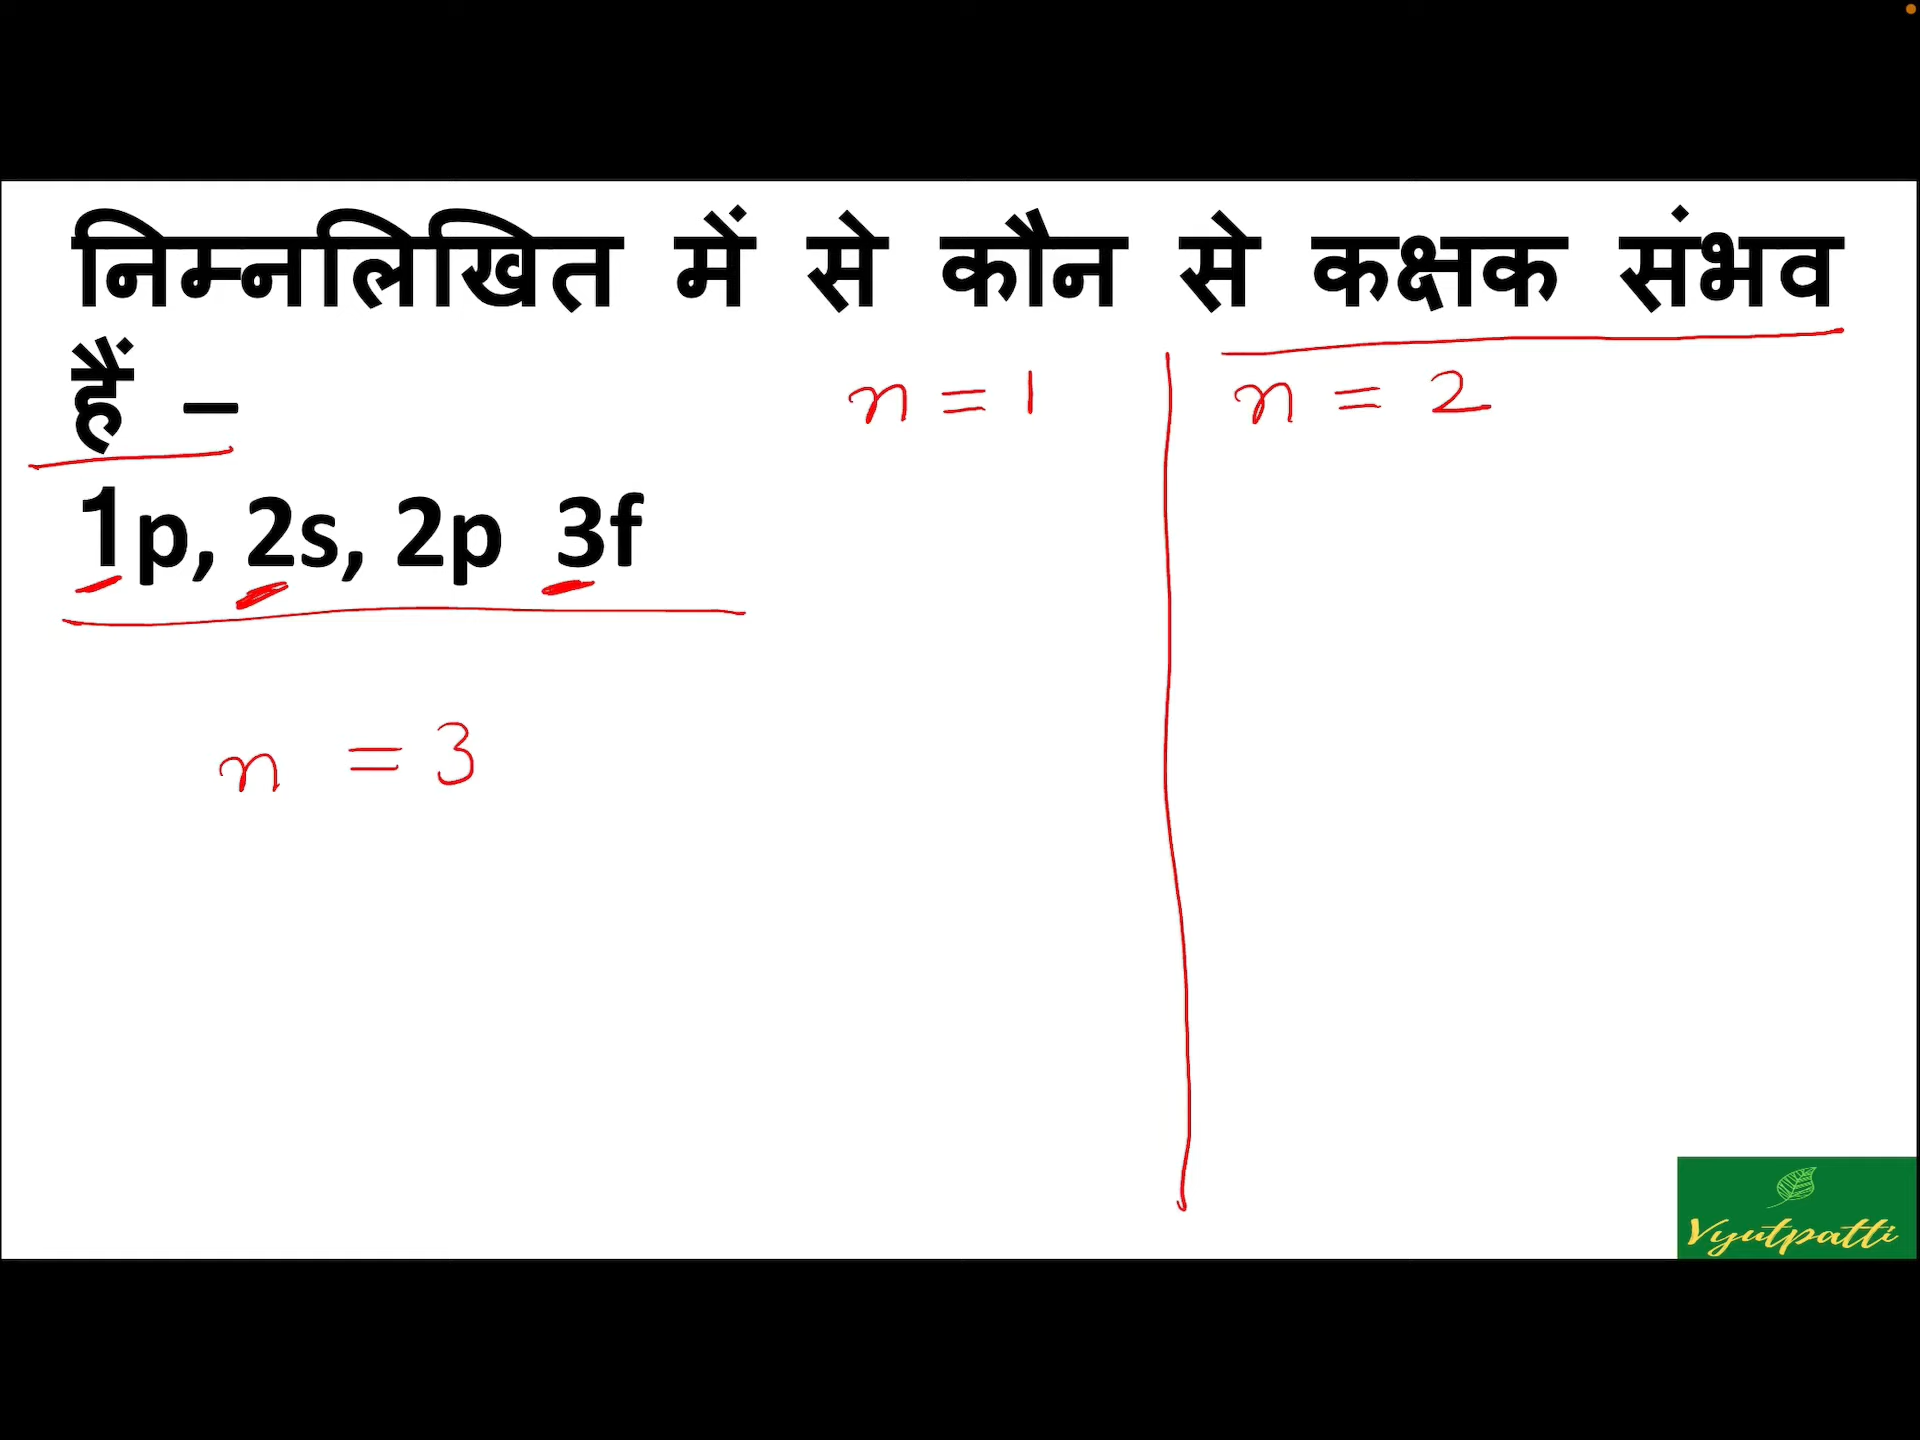 निम्नलिखित में से कौन से कक्षक संभव
हैं –
n = 1
n = 2
1p, 2s, 2p 3f
n = 3
Vyutpatti